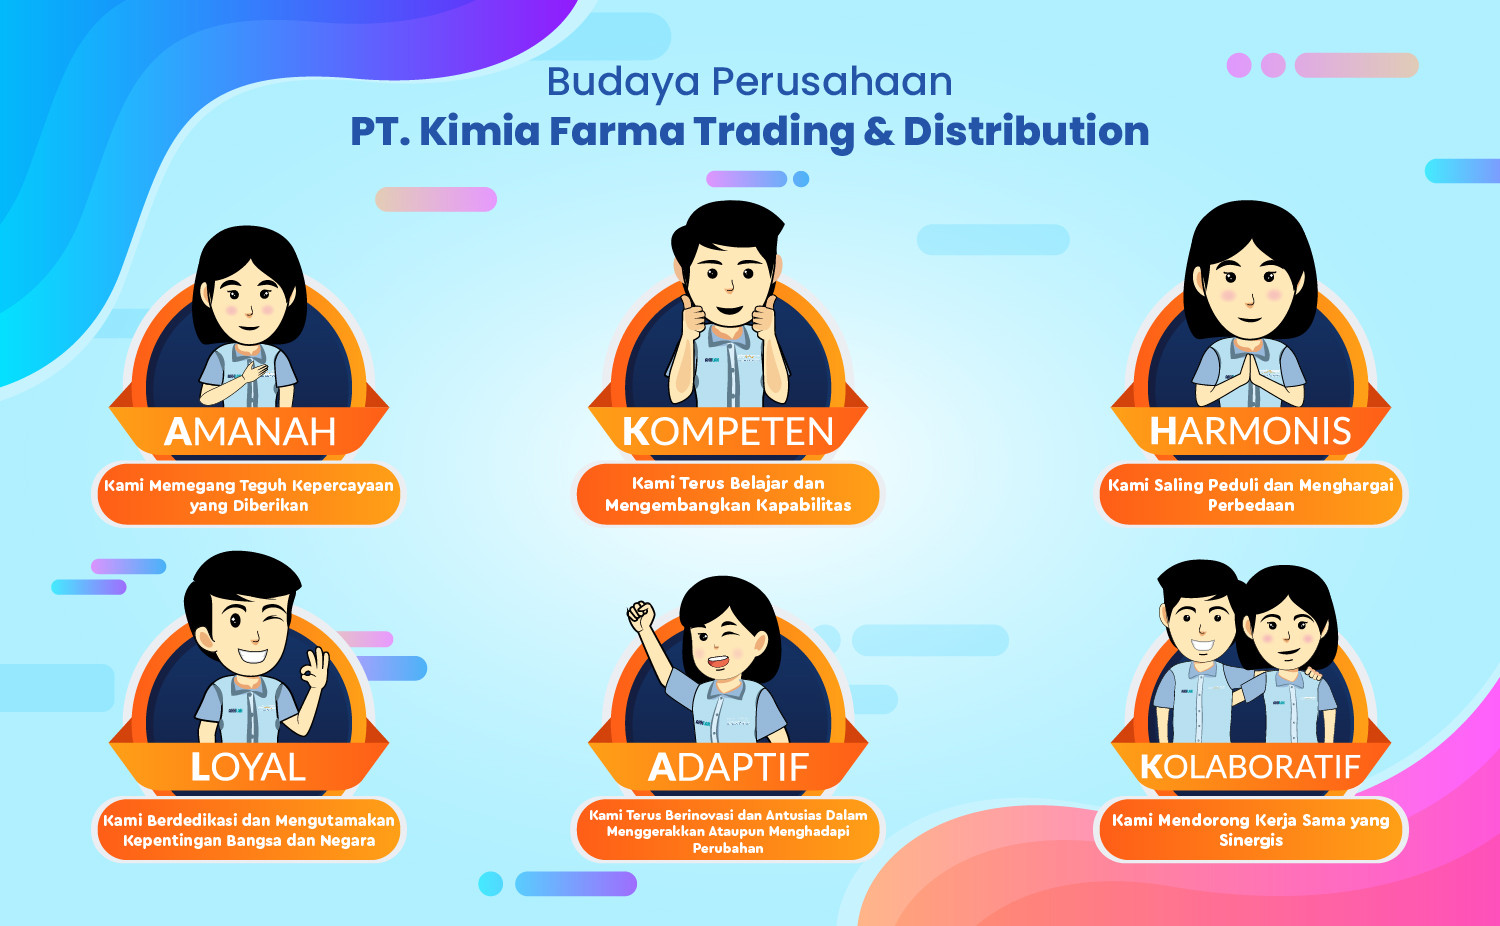 Budaya Perusahaan
PT. Kimia Farma Trading & Distribution
AMANAH
Kami Memegang Teguh Kepercayaan
yang Diberikan
KOMPETEN
Kami Terus Belajar dan
Mengembangkan Kapabilitas
HARMONIS
Kami Saling Peduli dan Menghargai
Perbedaan
LOYAL
Kami Berdedikasi dan Mengutamakan
Kepentingan Bangsa dan Negara
ADAPTIF
Kami Terus Berinovasi dan Antusias Dalam
Menggerakkan Ataupun Menghadapi
Perubahan
KOLABORATIF
Kami Mendorong Kerja Sama yang
Sinergis